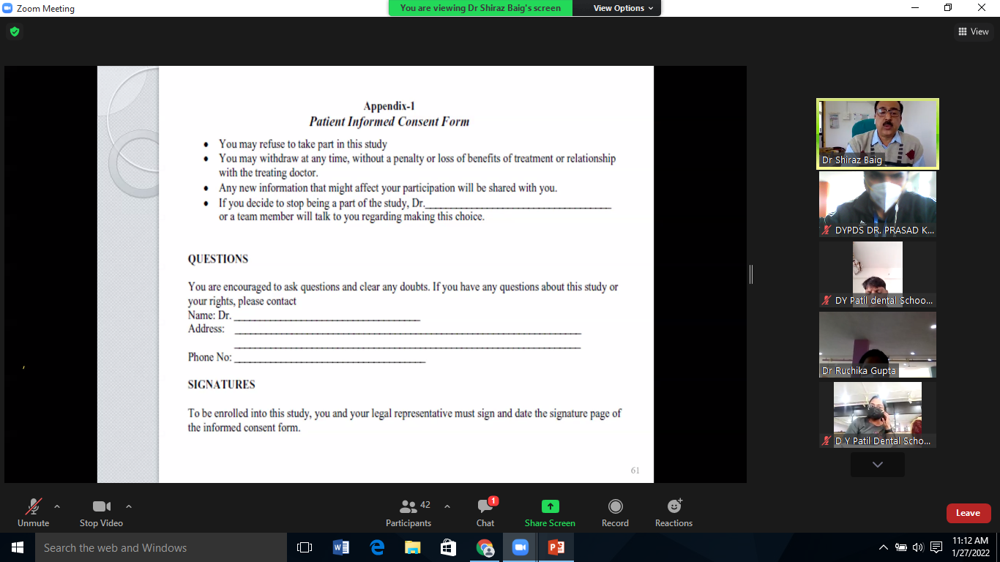 Zoom Meeting
You are viewing Dr Shiraz Baig's screen
View Options
View
Appendix-1
Patient Informed Consent Form
• You may refuse to take part in this study
• You may withdraw at any time, without a penalty or loss of benefits of treatment or relationship
with the treating doctor.
• Any new information that might affect your participation will be shared with you.
• If you decide to stop being a part of the study, Dr.___________________________________
or a team member will talk to you regarding making this choice.
QUESTIONS
You are encouraged to ask questions and clear any doubts. If you have any questions about this study or
your rights, please contact
Name: Dr. ___________________________________
Address: _________________________________________________________________
_________________________________________________________________
Phone No: ____________________________________
SIGNATURES
To be enrolled into this study, you and your legal representative must sign and date the signature page of
the informed consent form.
61
Dr Shiraz Baig
DYPDS DR. PRASAD K...
DY Patil dental Schoo...
Dr Ruchika Gupta
D Y Patil Dental Scho...
Unmute
Stop Video
Participants
42
Chat
1
Share Screen
Record
Reactions
Leave
Search the web and Windows
11:12 AM
1/27/2022